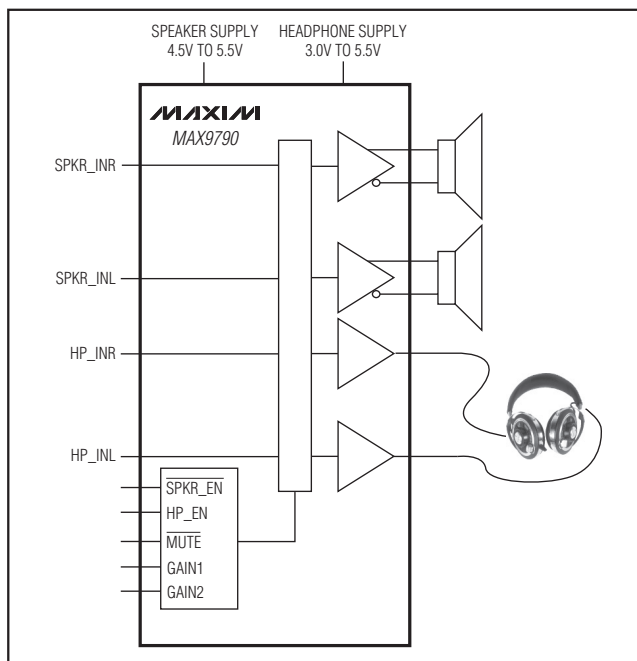 SPEAKER SUPPLY
4.5V TO 5.5V
HEADPHONE SUPPLY
3.0V TO 5.5V
MAXIM
MAX9790
SPKR_INR
SPKR_INL
HP_INR
HP_INL
SPKR_EN
HP_EN
MUTE
GAIN1
GAIN2